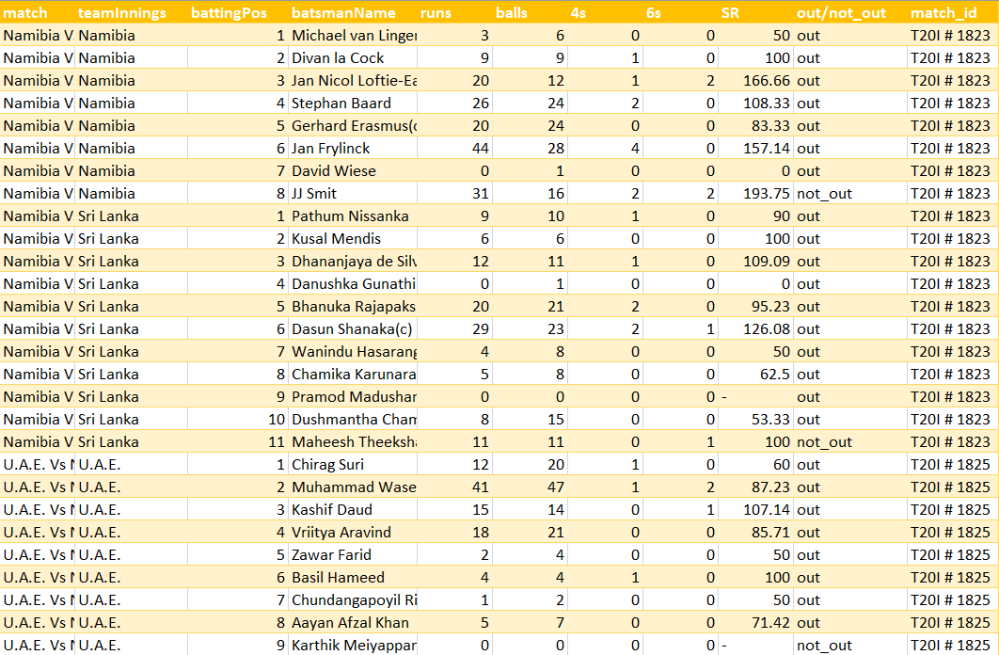 match teamInnings battingPos batsmanName runs balls 4s 6s SR out/not_out match_id
Namibia V Namibia 1 Michael van Linger 3 6 0 0 50 out T20I # 1823
Namibia V Namibia 2 Divan la Cock 9 9 1 0 100 out T20I # 1823
Namibia V Namibia 3 Jan Nicol Loftie-Ea 20 12 1 2 166.66 out T20I # 1823
Namibia V Namibia 4 Stephan Baard 26 24 2 0 108.33 out T20I # 1823
Namibia V Namibia 5 Gerhard Erasmus(c 20 24 0 0 83.33 out T20I # 1823
Namibia V Namibia 6 Jan Frylinck 44 28 4 0 157.14 out T20I # 1823
Namibia V Namibia 7 David Wiese 0 1 0 0 0 out T20I # 1823
Namibia V Namibia 8 JJ Smit 31 16 2 2 193.75 not_out T20I # 1823
Namibia V Sri Lanka 1 Pathum Nissanka 9 10 1 0 90 out T20I # 1823
Namibia V Sri Lanka 2 Kusal Mendis 6 6 0 0 100 out T20I # 1823
Namibia V Sri Lanka 3 Dhananjaya de Silv 12 11 1 0 109.09 out T20I # 1823
Namibia V Sri Lanka 4 Danushka Gunathi 0 1 0 0 0 out T20I # 1823
Namibia V Sri Lanka 5 Bhanuka Rajapaks 20 21 2 0 95.23 out T20I # 1823
Namibia V Sri Lanka 6 Dasun Shanaka(c) 29 23 2 1 126.08 out T20I # 1823
Namibia V Sri Lanka 7 Wanindu Hasarang 4 8 0 0 50 out T20I # 1823
Namibia V Sri Lanka 8 Chamika Karunara 5 8 0 0 62.5 out T20I # 1823
Namibia V Sri Lanka 9 Pramod Madushan 0 0 0 0 - out T20I # 1823
Namibia V Sri Lanka 10 Dushmantha Cham 8 15 0 0 53.33 out T20I # 1823
Namibia V Sri Lanka 11 Maheesh Theeksha 11 11 0 1 100 not_out T20I # 1823
U.A.E. Vs N U.A.E. 1 Chirag Suri 12 20 1 0 60 out T20I # 1825
U.A.E. Vs N U.A.E. 2 Muhammad Wase 41 47 1 2 87.23 out T20I # 1825
U.A.E. Vs N U.A.E. 3 Kashif Daud 15 14 0 1 107.14 out T20I # 1825
U.A.E. Vs N U.A.E. 4 Vriitya Aravind 18 21 0 0 85.71 out T20I # 1825
U.A.E. Vs N U.A.E. 5 Zawar Farid 2 4 0 0 50 out T20I # 1825
U.A.E. Vs N U.A.E. 6 Basil Hameed 4 4 1 0 100 out T20I # 1825
U.A.E. Vs N U.A.E. 7 Chundangapoyil Ri 1 2 0 0 50 out T20I # 1825
U.A.E. Vs N U.A.E. 8 Aayan Afzal Khan 5 7 0 0 71.42 out T20I # 1825
U.A.E. Vs N U.A.E. 9 Karthik Meiyappan 0 0 0 0 - not_out T20I # 1825